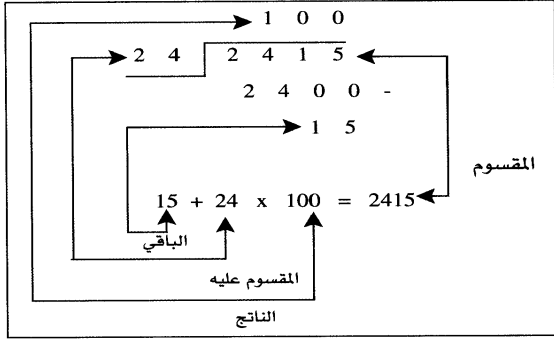 1 0 0
2 4 2 4 1 5
2 4 0 0 -
1 5
المقسوم
15 + 24 x 100 = 2415
الباقي
المقسوم عليه
الناتج